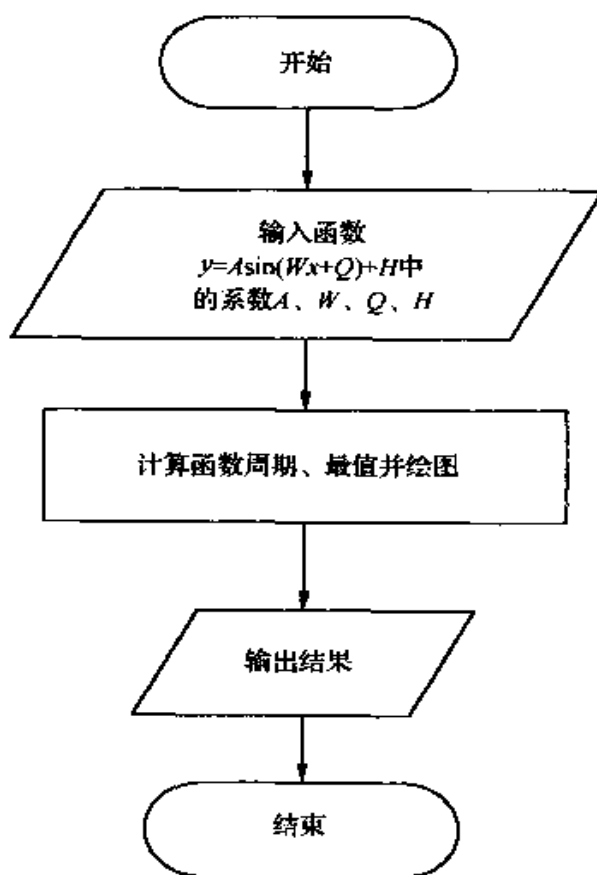 开始
输入函数
y=Asin(Wx+Q)+H中
的系数A、W、Q、H
计算函数周期、最值并绘图
输出结果
结束